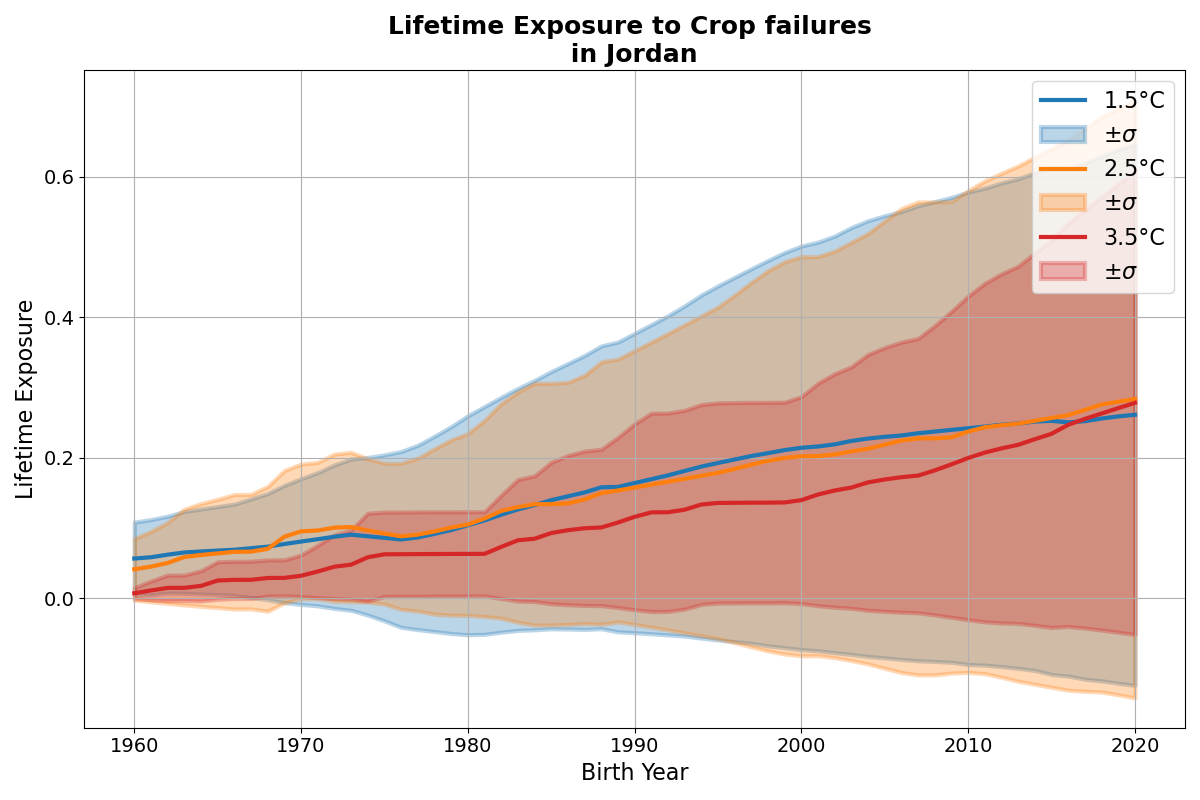 Lifetime Exposure to Crop failures
in Jordan
1.5°C
±σ
2.5°C
±σ
3.5°C
±σ
Lifetime Exposure
0.6
0.4
0.2
0.0
1960 1970 1980 1990 2000 2010 2020
Birth Year